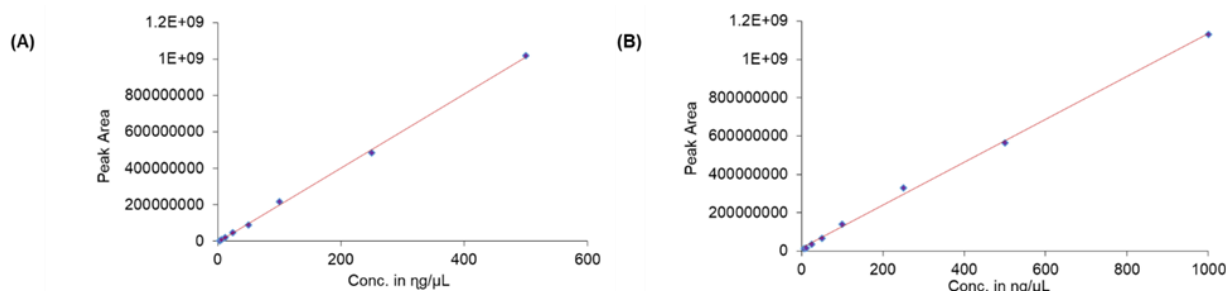 (A)
1.2E+09
1E+09
800000000
600000000
400000000
200000000
0
Peak Area
0 200 400 600
Conc. in ηg/µL
(B)
1.2E+09
1E+09
800000000
600000000
400000000
200000000
0
Peak Area
0 200 400 600 800 1000
Conc. in ng/µL